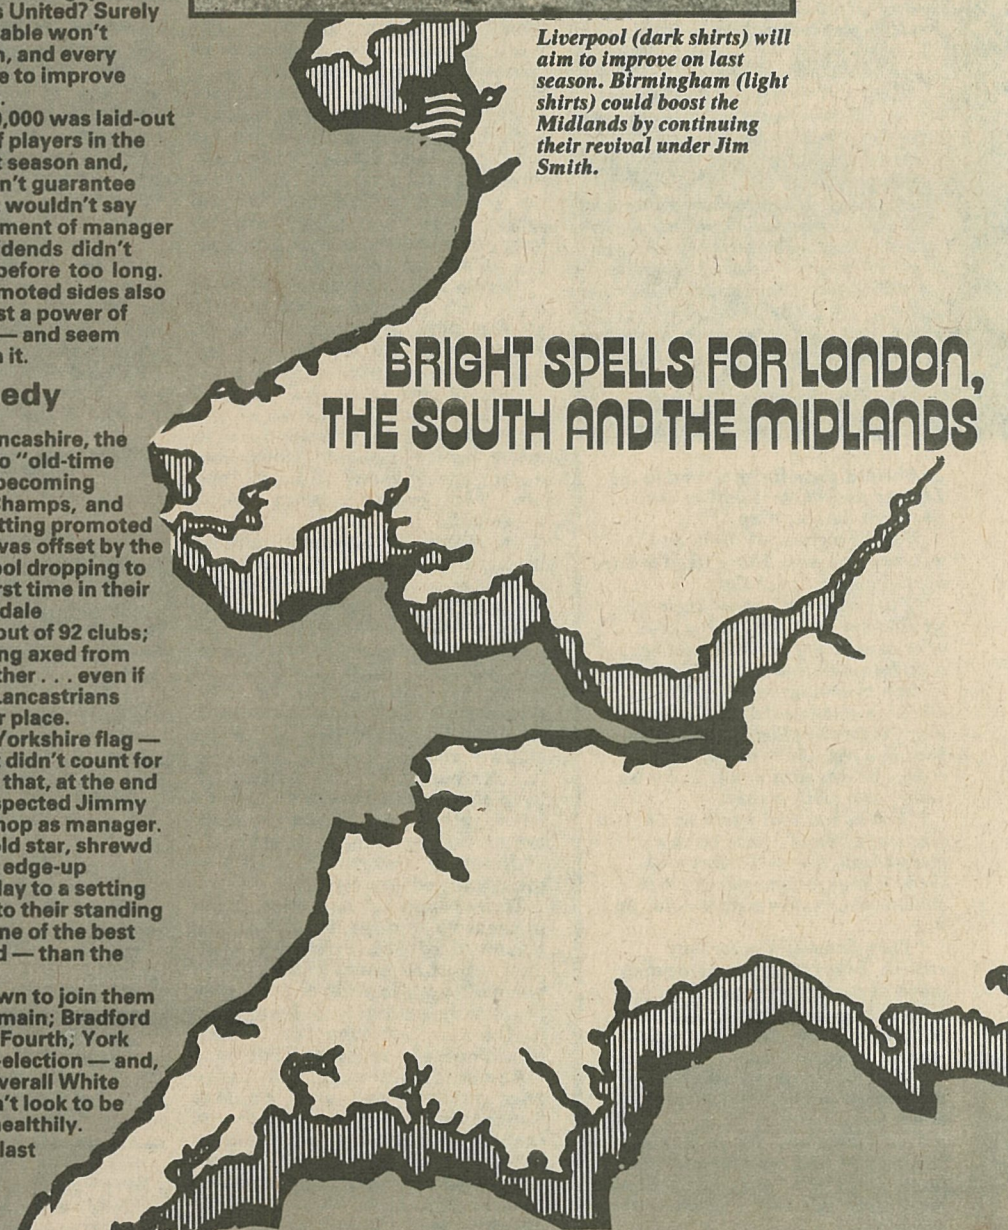 s United? Surely
able won't
n, and every
e to improve
0,000 was laid-out
f players in the
t season and,
n't guarantee
wouldn't say
ment of manager
dends didn't
before too long.
moted sides also
st a power of
— and seem
it.
edy
ncashire, the
o "old-time
becoming
Champs, and
tting promoted
was offset by the
ool dropping to
rst time in their
dale
out of 92 clubs;
ng axed from
ther . . . even if
Lancastrians
r place.
Yorkshire flag —
t didn't count for
that, at the end
spected Jimmy
hop as manager.
old star, shrewd
edge-up
lay to a setting
to their standing
ne of the best
d — than the
wn to join them
main; Bradford
Fourth; York
-election — and,
verall White
n't look to be
healthily.
last
Liverpool (dark shirts) will
aim to improve on last
season. Birmingham (light
shirts) could boost the
Midlands by continuing
their revival under Jim
Smith.
BRIGHT SPELLS FOR LONDON,
THE SOUTH AND THE MIDLANDS